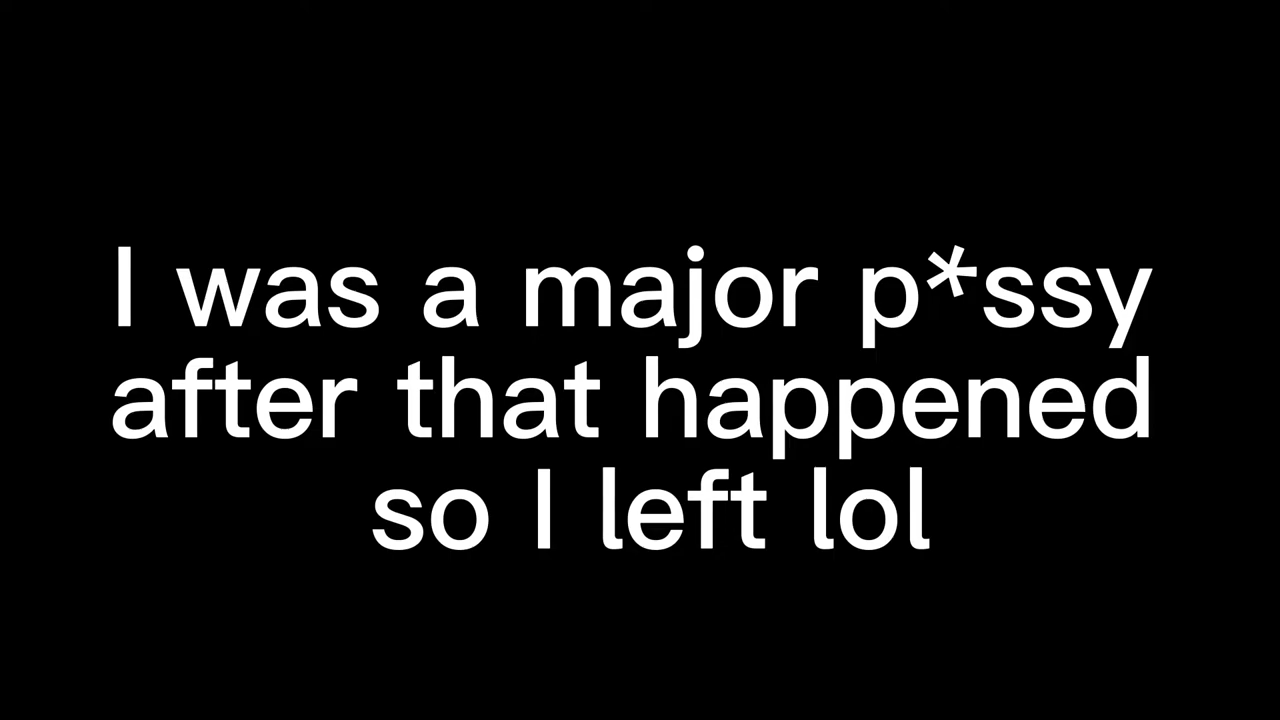 I was a major p*ssy
after that happened
so I left lol